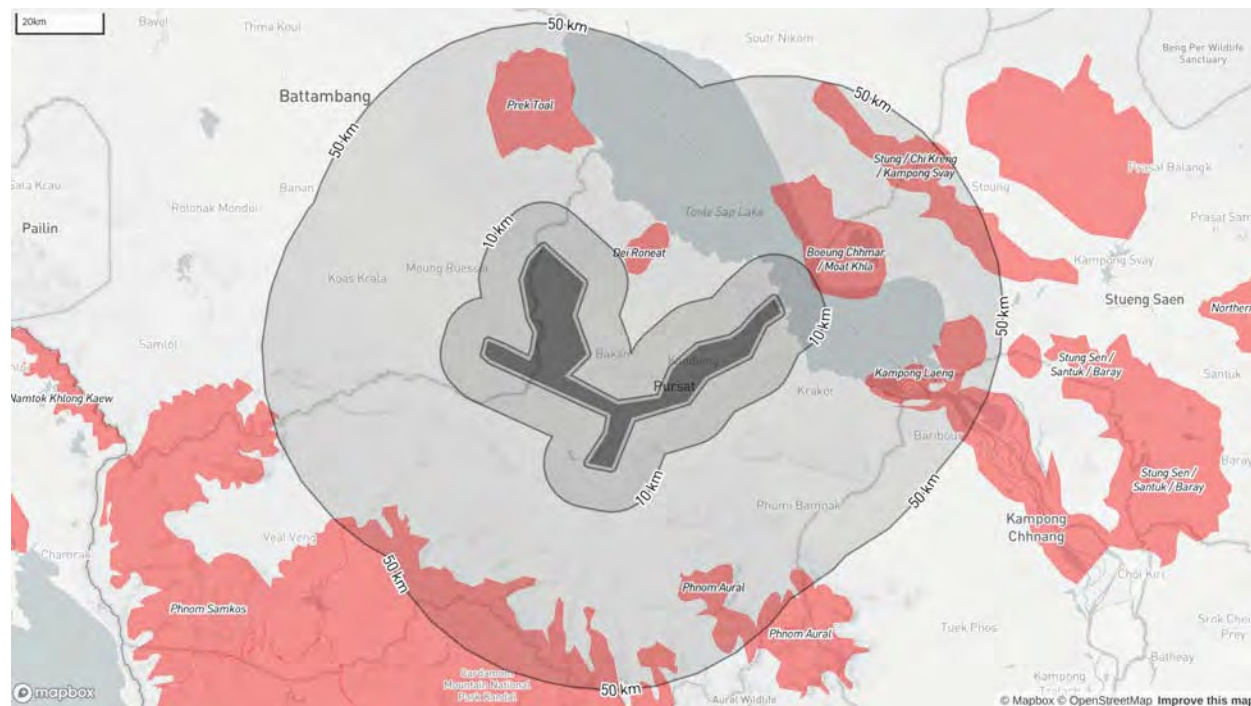 20km
Bavol
Thma Koul
50 km
Soutr Nikom
Beng Per Wildlife
Sanctuary
Battambang
50 km
50 km
Prek Toal
Stung / Chi Kreng
/ Kampong Svay
Prasat Balangk
Sala Krau
Banan
Stoung
Rotonak Mondol
Tonle Sap Lake
Prasat Sam
Pailin
10 km
Dei Roneat
Boeung Chhmar
/ Moat Khla
Kampong Svay
Moung Ruessei
Koas Krala
Stueng Saen
Northern
10 km
50 km
Samlot
Bakan
Kandieng
Stung Sen /
Santuk / Baray
Santuk
Kampong Laeng
Pursat
Krakor
Namtok Khlong Kaew
Baribour
Baray
Stung Sen /
Santuk / Baray
50 km
10 km
Phumi Bamnak
Kampong
Chhnang
Veal Veng
Chamrak
50 km
Choi Kiri
Phnom Aural
Phnom Samkos
Phnom Aural
Tuek Phos
Srok Cheu
Prey
Batheay
Cardamom
Mountain National
Park Kandal
50 km
Aural Wildlife
Kampong
mapbox
© Mapbox © OpenStreetMap Improve this map